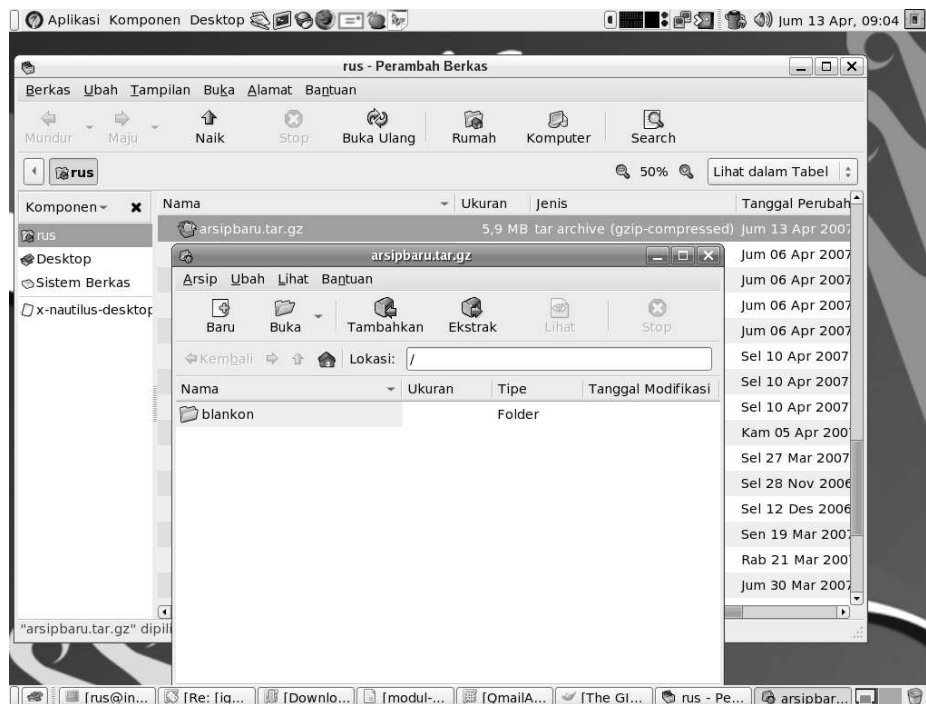 Aplikasi Komponen Desktop Jum 13 Apr, 09:04
rus - Perambah Berkas
Berkas Ubah Tampilan Buka Alamat Bantuan
Mundur Maju Naik Stop Buka Ulang Rumah Komputer Search
rus 50% Lihat dalam Tabel
Komponen Nama Ukuran Jenis Tanggal Perubah
rus arsipbaru.tar.gz 5,9 MB tar archive (gzip-compressed) Jum 13 Apr 2007
Desktop
Sistem Berkas
x-nautilus-desktop
Jum 06 Apr 2007
Jum 06 Apr 2007
Jum 06 Apr 2007
Jum 06 Apr 2007
Sel 10 Apr 2007
Sel 10 Apr 2007
Sel 10 Apr 2007
Kam 05 Apr 2007
Sel 27 Mar 2007
Sel 28 Nov 2006
Sel 12 Des 2006
Sen 19 Mar 2007
Rab 21 Mar 2007
Jum 30 Mar 2007
arsipbaru.tar.gz
Arsip Ubah Lihat Bantuan
Baru Buka Tambahkan Ekstrak Lihat Stop
Kembali Lokasi: /
Nama Ukuran Tipe Tanggal Modifikasi
blankon Folder
"arsipbaru.tar.gz" dipili
[rus@in... [Re: [ig... [Downlo... [modul-... [QmailA... [The GI... rus - Pe... arsipbar...